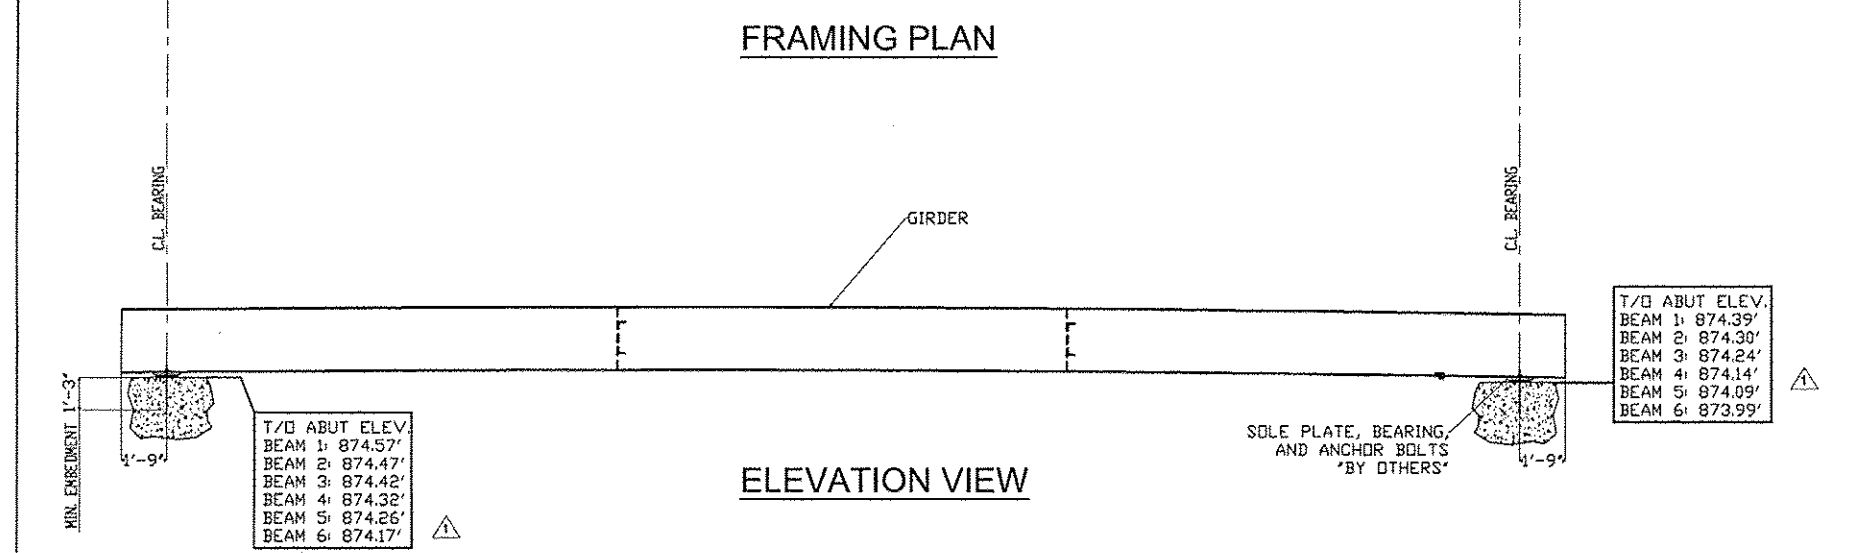 FRAMING PLAN
C.L. BEARING
C.L. BEARING
GIRDER
T/O ABUT ELEV.
BEAM 1: 874.39'
BEAM 2: 874.30'
BEAM 3: 874.24'
BEAM 4: 874.14'
BEAM 5: 874.09'
BEAM 6: 873.99'
1
MIN. EMBEDMENT 1'-3"
1'-9"
T/O ABUT ELEV.
BEAM 1: 874.57'
BEAM 2: 874.47'
BEAM 3: 874.42'
BEAM 4: 874.32'
BEAM 5: 874.26'
BEAM 6: 874.17'
1
ELEVATION VIEW
SOLE PLATE, BEARING,
AND ANCHOR BOLTS
"BY OTHERS"
1'-9"